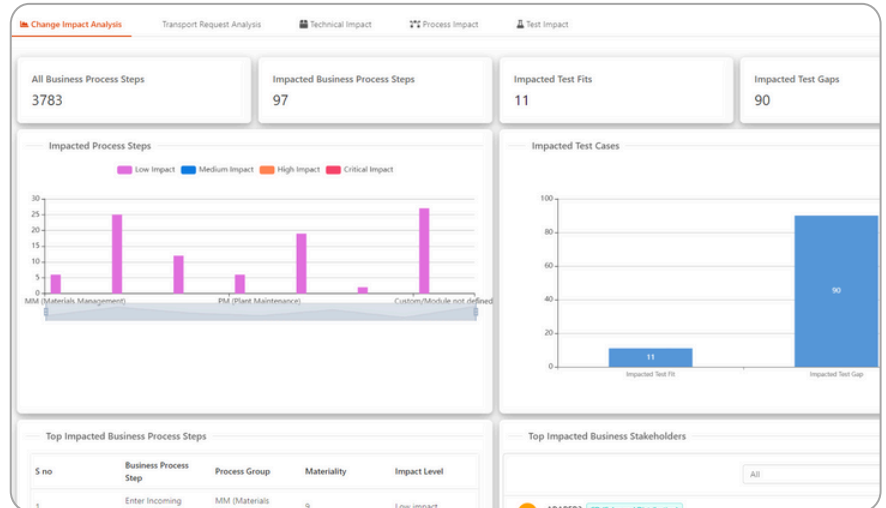 Change Impact Analysis
Transport Request Analysis
Technical Impact
Process Impact
Test Impact
All Business Process Steps
3783
Impacted Business Process Steps
97
Impacted Test Fits
11
Impacted Test Gaps
90
Impacted Process Steps
Low Impact
Medium Impact
High Impact
Critical Impact
30
25
20
15
10
5
0
MM (Materials Management)
PM (Plant Maintenance)
Custom/Module not defined
Impacted Test Cases
100
80
60
40
20
0
11
90
Impacted Test Fit
Impacted Test Gap
Top Impacted Business Process Steps
S no
Business Process
Step
Process Group
Materiality
Impact Level
1
Enter Incoming
MM (Materials
9
Low impact
Top Impacted Business Stakeholders
All